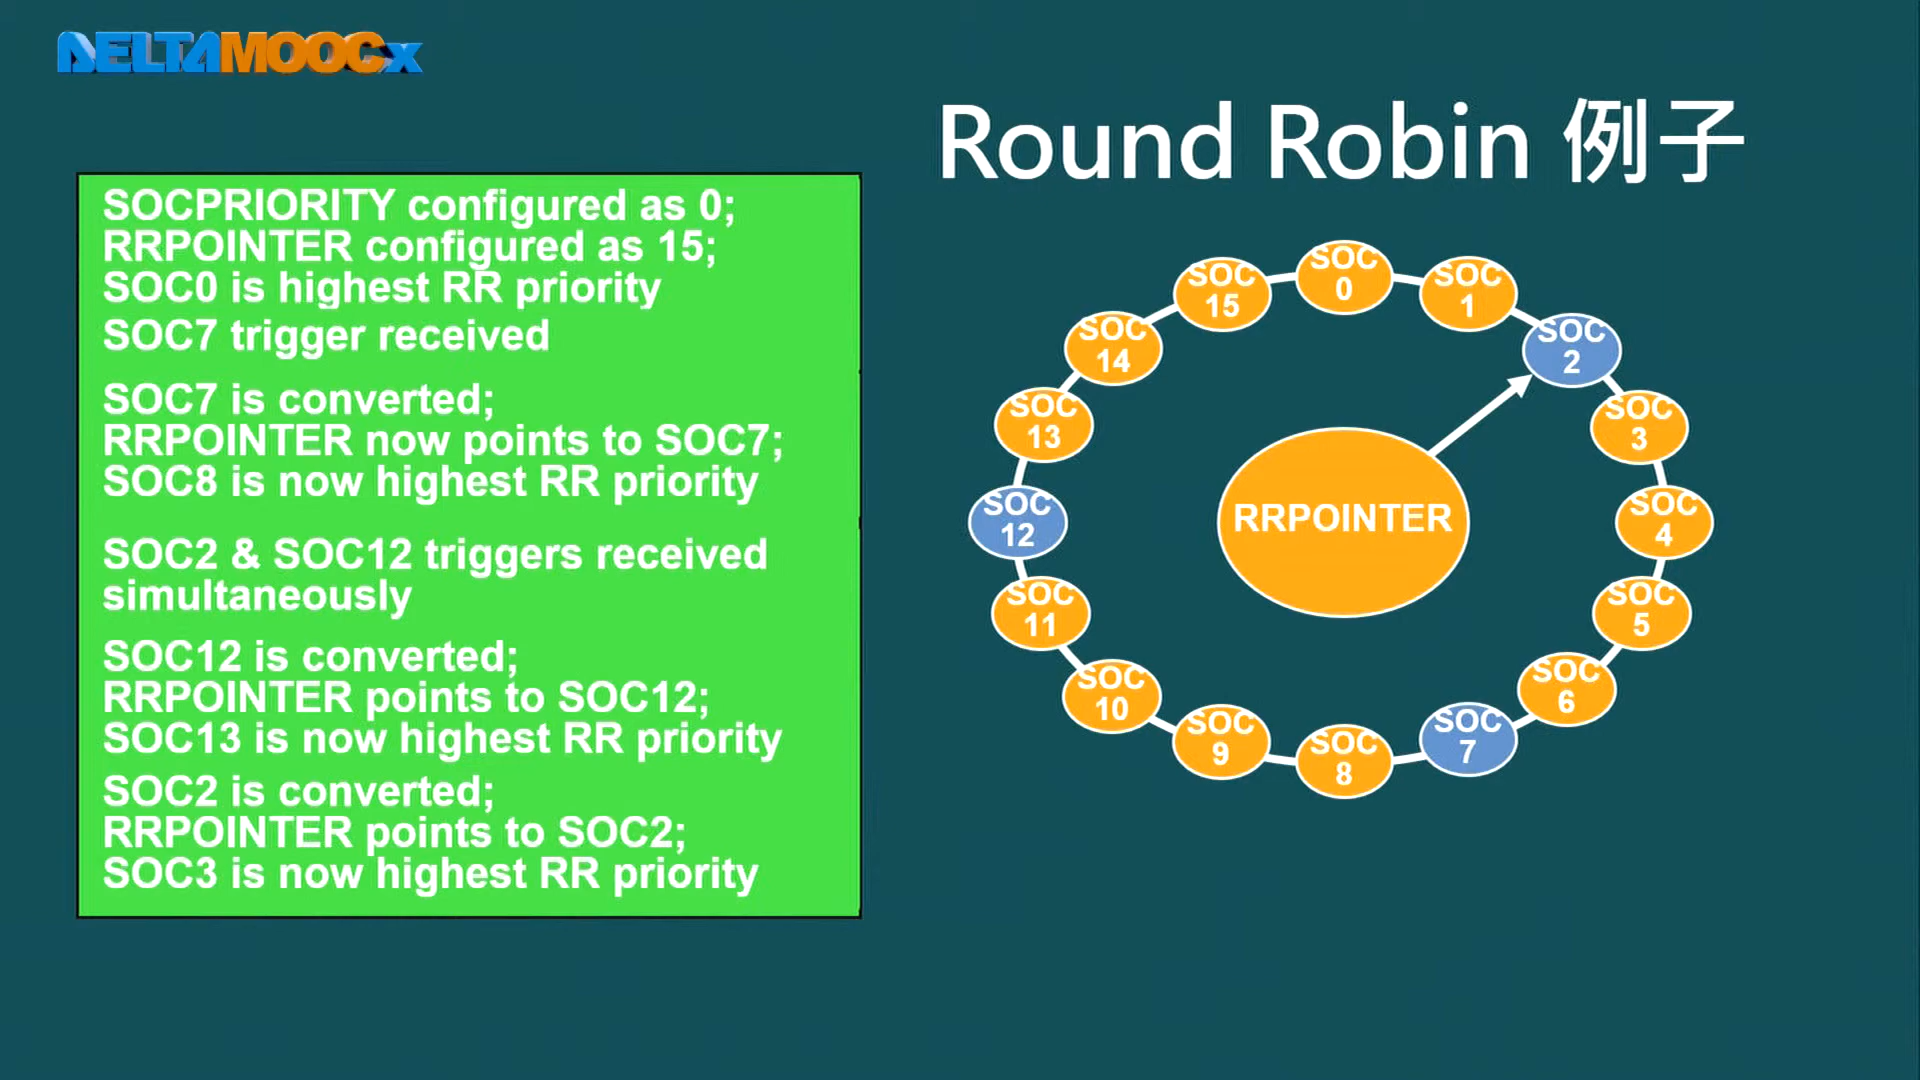 DELTAMOOCx
Round Robin 例子
SOCPRIORITY configured as 0;
RRPOINTER configured as 15;
SOC0 is highest RR priority
SOC7 trigger received
SOC7 is converted;
RRPOINTER now points to SOC7;
SOC8 is now highest RR priority
SOC2 & SOC12 triggers received
simultaneously
SOC12 is converted;
RRPOINTER points to SOC12;
SOC13 is now highest RR priority
SOC2 is converted;
RRPOINTER points to SOC2;
SOC3 is now highest RR priority
SOC
0
SOC
1
SOC
2
SOC
3
SOC
4
SOC
5
SOC
6
SOC
7
SOC
8
SOC
9
SOC
10
SOC
11
SOC
12
SOC
13
SOC
14
SOC
15
RRPOINTER